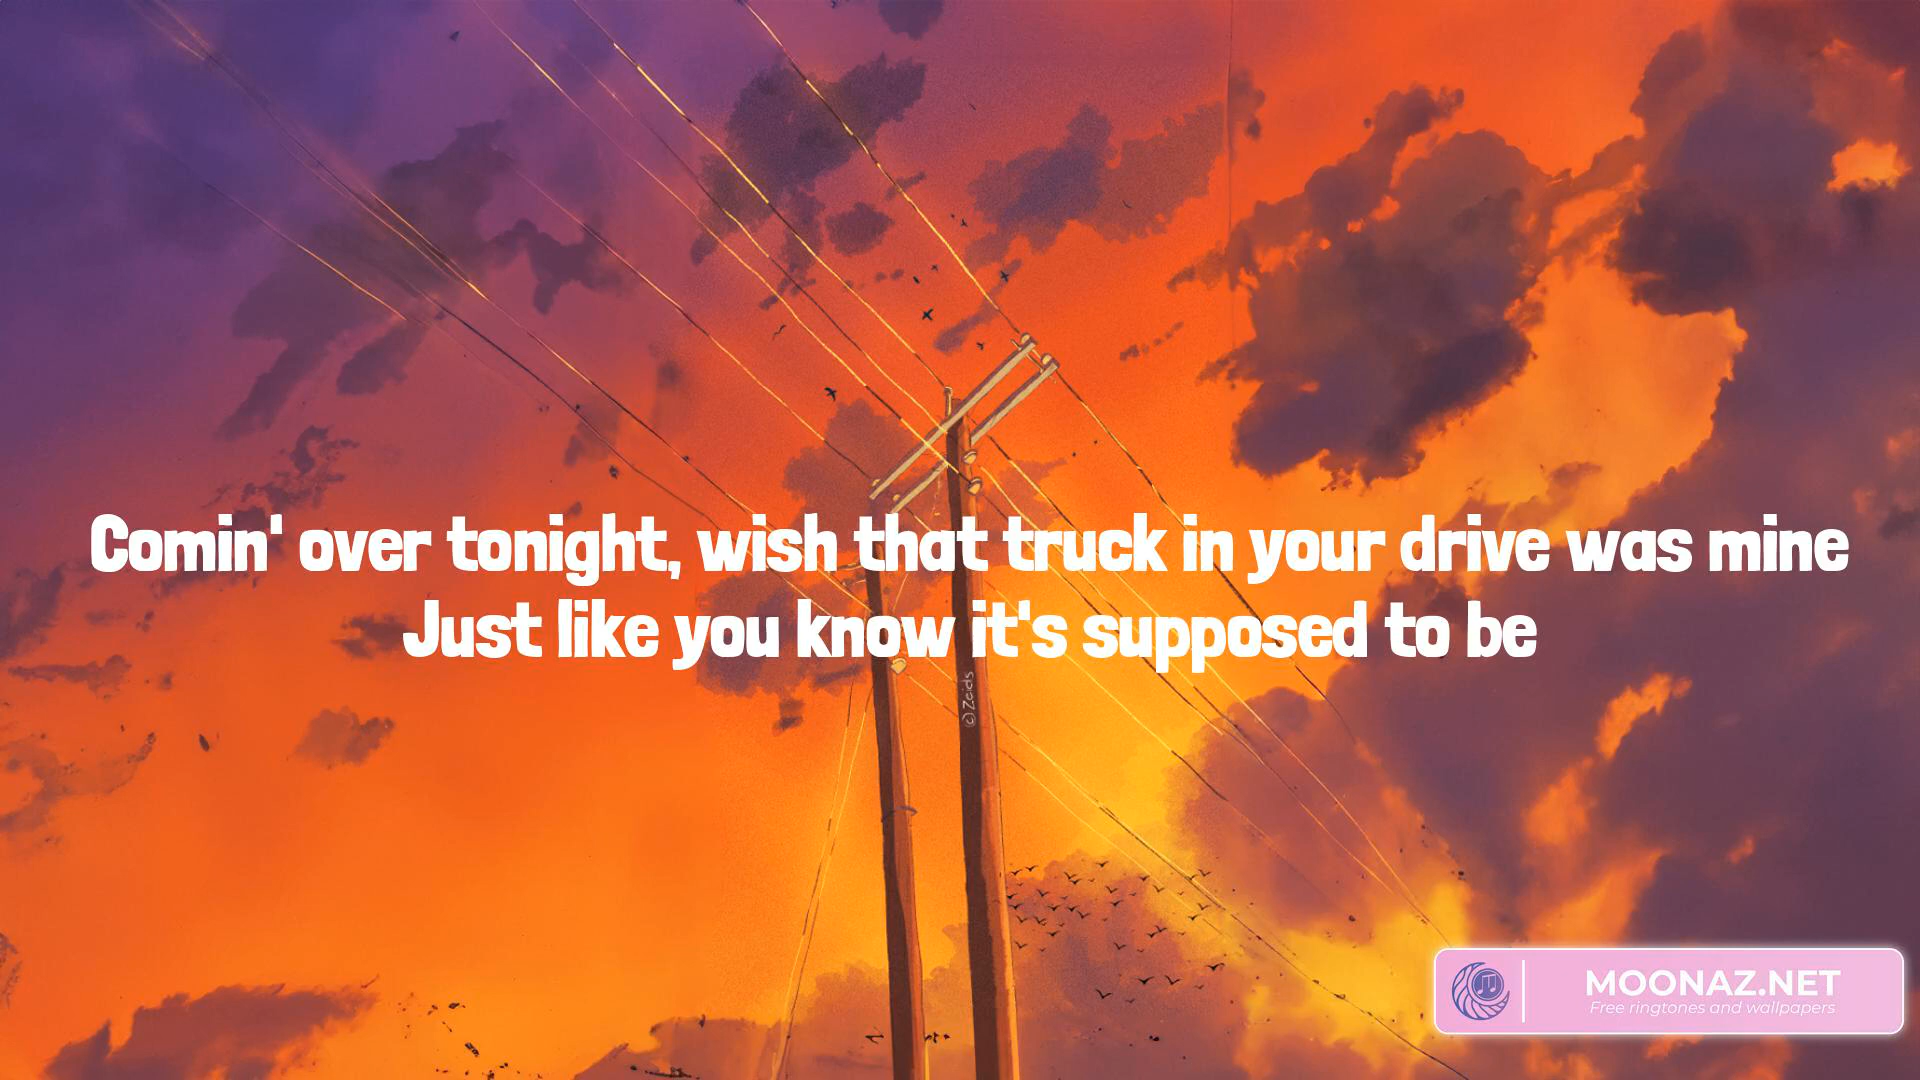 Comin' over tonight, wish that truck in your drive was mine
Just like you know it's supposed to be
(c) Zeids
MOONAZ.NET
Free ringtones and wallpapers